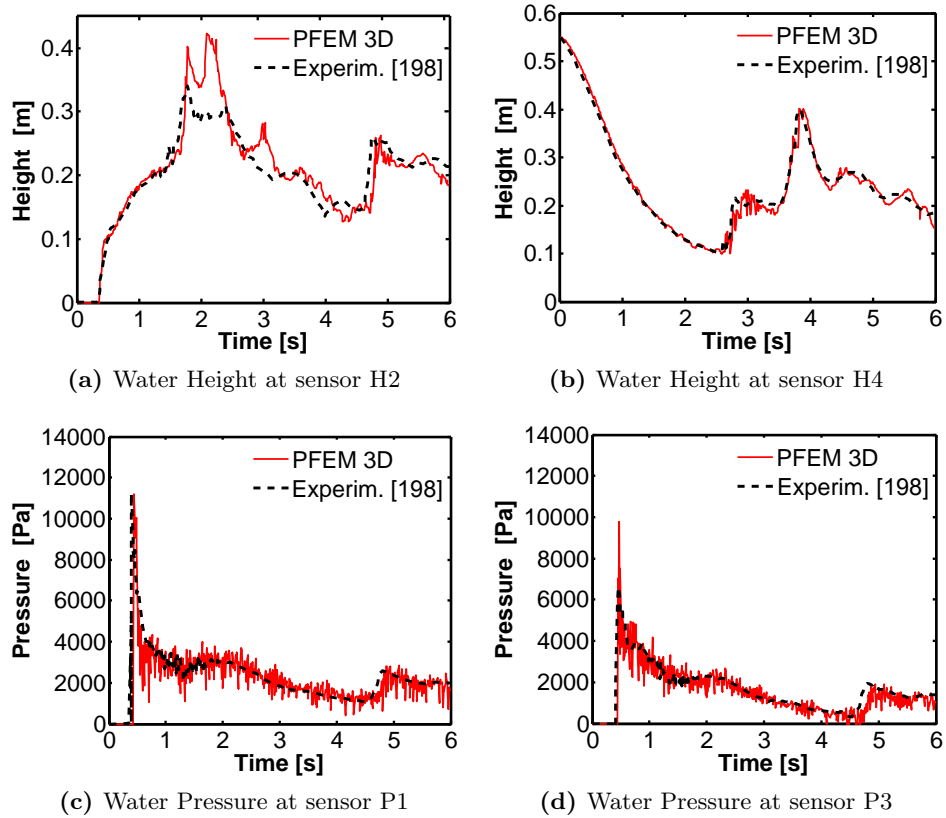 0.4
0.3
0.2
0.1
0
Height [m]
PFEM 3D
Experim. [198]
0 1 2 3 4 5 6
Time [s]
(a) Water Height at sensor H2
0.6
0.5
0.4
0.3
0.2
0.1
0
Height [m]
PFEM 3D
Experim. [198]
0 1 2 3 4 5 6
Time [s]
(b) Water Height at sensor H4
14000
12000
10000
8000
6000
4000
2000
0
Pressure [Pa]
PFEM 3D
Experim. [198]
0 1 2 3 4 5 6
Time [s]
(c) Water Pressure at sensor P1
14000
12000
10000
8000
6000
4000
2000
0
Pressure [Pa]
PFEM 3D
Experim. [198]
0 1 2 3 4 5 6
Time [s]
(d) Water Pressure at sensor P3